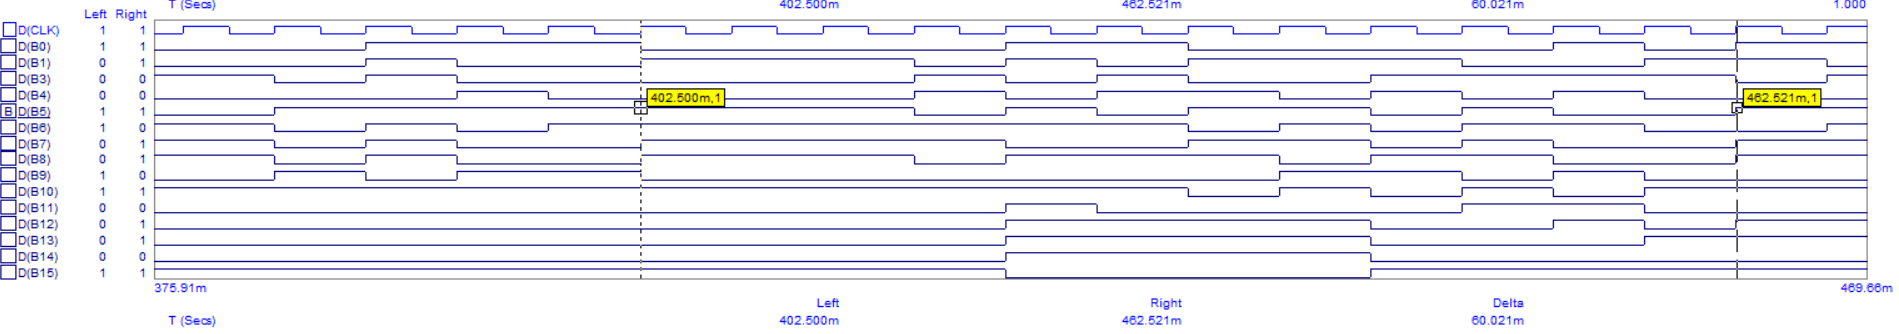 T (Secs) 402.500m 462.521m 60.021m 1.000
Left Right
D(CLK) 1 1
D(B0) 1 1
D(B1) 0 1
D(B3) 0 0
D(B4) 0 0
402.500m,1 462.521m,1
B D(B5) 1 1
D(B6) 1 0
D(B7) 0 1
D(B8) 0 1
D(B9) 1 0
D(B10) 1 1
D(B11) 0 0
D(B12) 0 1
D(B13) 0 1
D(B14) 0 0
D(B15) 1 1
375.91m 469.66m
Left Right Delta
T (Secs) 402.500m 462.521m 60.021m